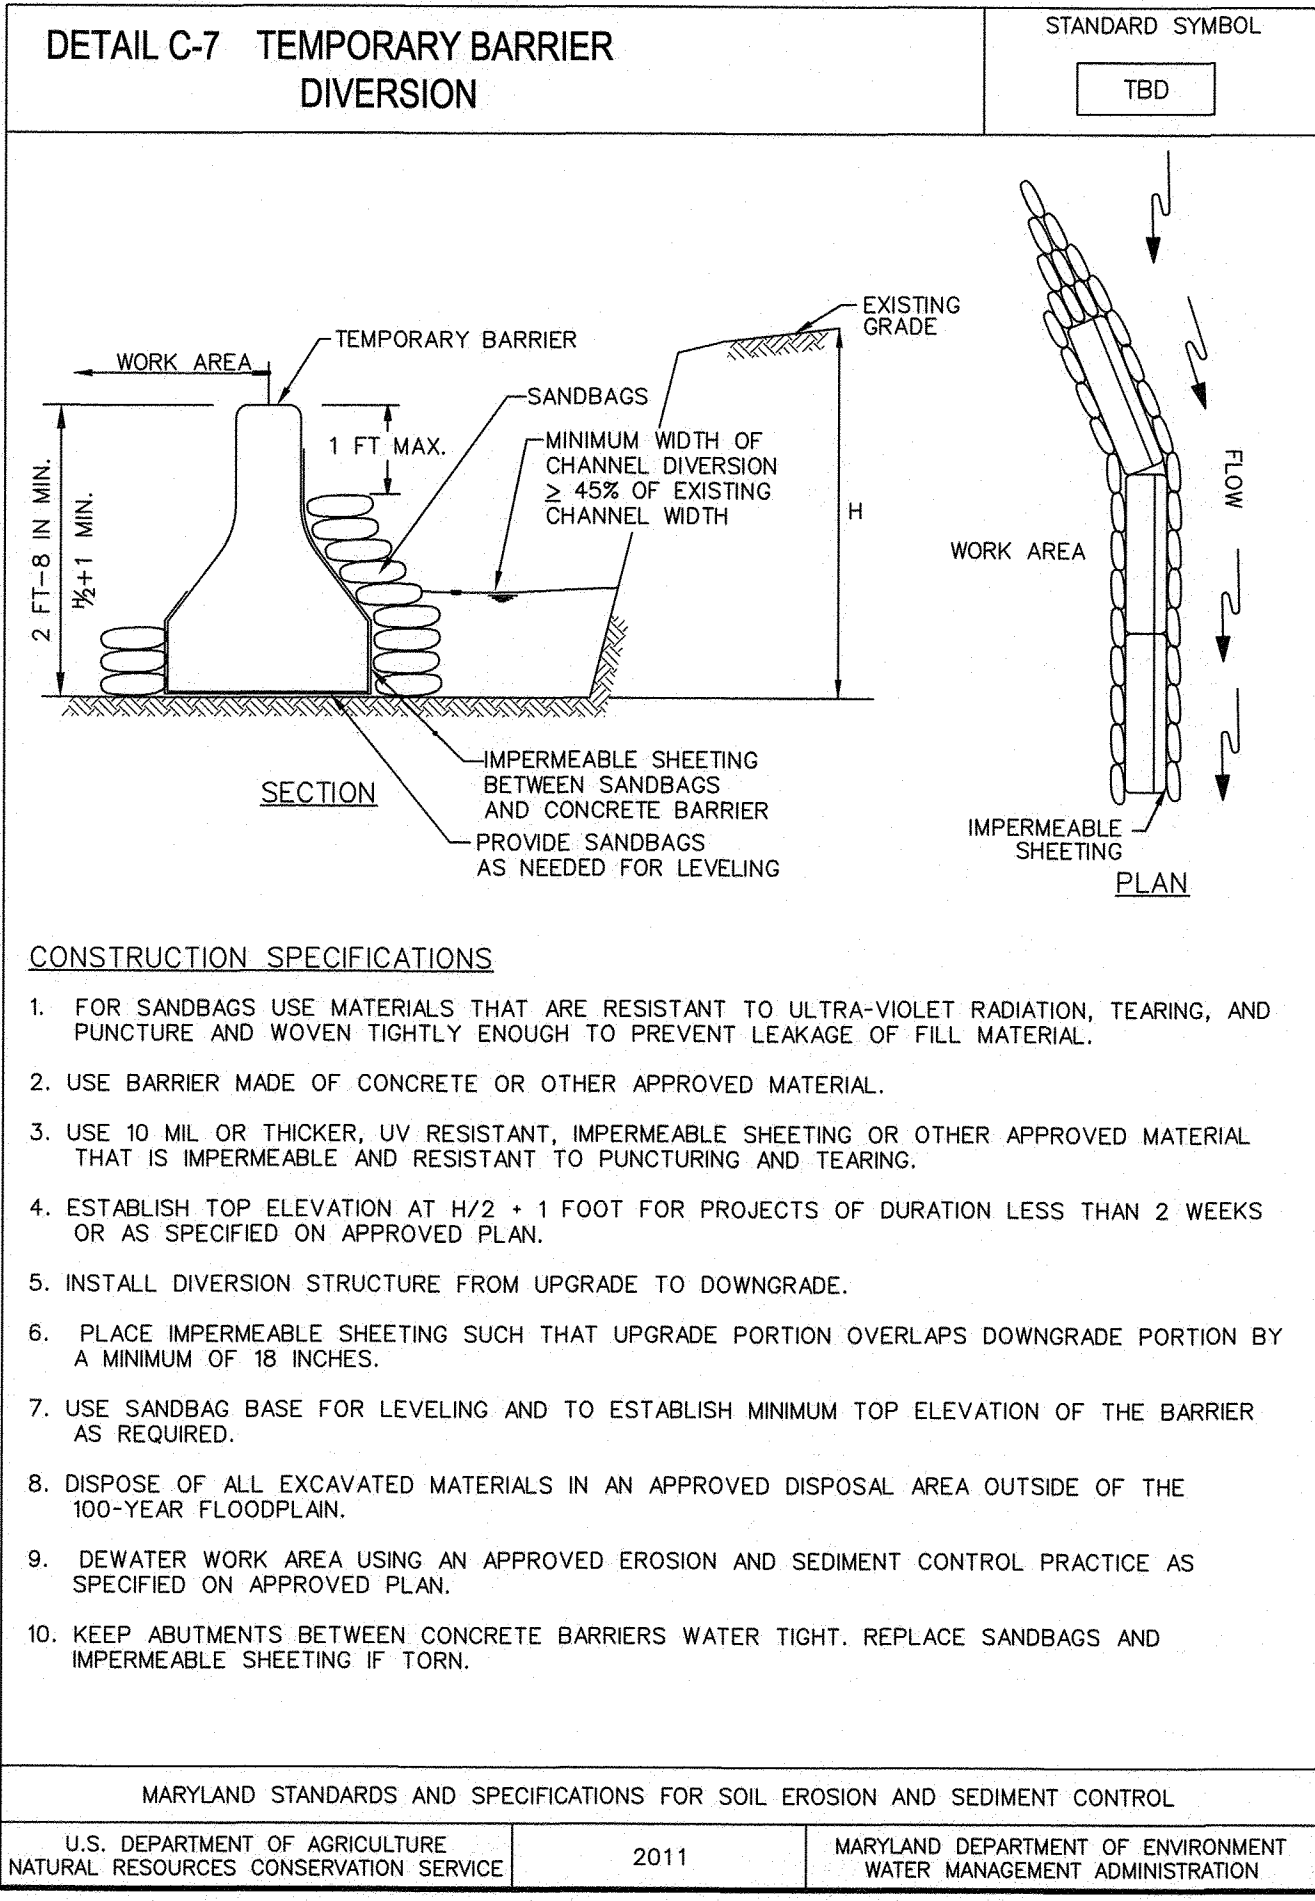 DETAIL C-7 TEMPORARY BARRIER
DIVERSION
STANDARD SYMBOL
TBD
EXISTING
GRADE
TEMPORARY BARRIER
WORK AREA
SANDBAGS
1 FT MAX.
MINIMUM WIDTH OF
CHANNEL DIVERSION
≥ 45% OF EXISTING
CHANNEL WIDTH
2 FT-8 IN MIN.
H/2+1 MIN.
H
FLOW
WORK AREA
IMPERMEABLE SHEETING
BETWEEN SANDBAGS
AND CONCRETE BARRIER
SECTION
PROVIDE SANDBAGS
AS NEEDED FOR LEVELING
IMPERMEABLE
SHEETING
PLAN
CONSTRUCTION SPECIFICATIONS
1. FOR SANDBAGS USE MATERIALS THAT ARE RESISTANT TO ULTRA-VIOLET RADIATION, TEARING, AND
PUNCTURE AND WOVEN TIGHTLY ENOUGH TO PREVENT LEAKAGE OF FILL MATERIAL.
2. USE BARRIER MADE OF CONCRETE OR OTHER APPROVED MATERIAL.
3. USE 10 MIL OR THICKER, UV RESISTANT, IMPERMEABLE SHEETING OR OTHER APPROVED MATERIAL
THAT IS IMPERMEABLE AND RESISTANT TO PUNCTURING AND TEARING.
4. ESTABLISH TOP ELEVATION AT H/2 + 1 FOOT FOR PROJECTS OF DURATION LESS THAN 2 WEEKS
OR AS SPECIFIED ON APPROVED PLAN.
5. INSTALL DIVERSION STRUCTURE FROM UPGRADE TO DOWNGRADE.
6. PLACE IMPERMEABLE SHEETING SUCH THAT UPGRADE PORTION OVERLAPS DOWNGRADE PORTION BY
A MINIMUM OF 18 INCHES.
7. USE SANDBAG BASE FOR LEVELING AND TO ESTABLISH MINIMUM TOP ELEVATION OF THE BARRIER
AS REQUIRED.
8. DISPOSE OF ALL EXCAVATED MATERIALS IN AN APPROVED DISPOSAL AREA OUTSIDE OF THE
100-YEAR FLOODPLAIN.
9. DEWATER WORK AREA USING AN APPROVED EROSION AND SEDIMENT CONTROL PRACTICE AS
SPECIFIED ON APPROVED PLAN.
10. KEEP ABUTMENTS BETWEEN CONCRETE BARRIERS WATER TIGHT. REPLACE SANDBAGS AND
IMPERMEABLE SHEETING IF TORN.
MARYLAND STANDARDS AND SPECIFICATIONS FOR SOIL EROSION AND SEDIMENT CONTROL
U.S. DEPARTMENT OF AGRICULTURE
NATURAL RESOURCES CONSERVATION SERVICE
2011
MARYLAND DEPARTMENT OF ENVIRONMENT
WATER MANAGEMENT ADMINISTRATION